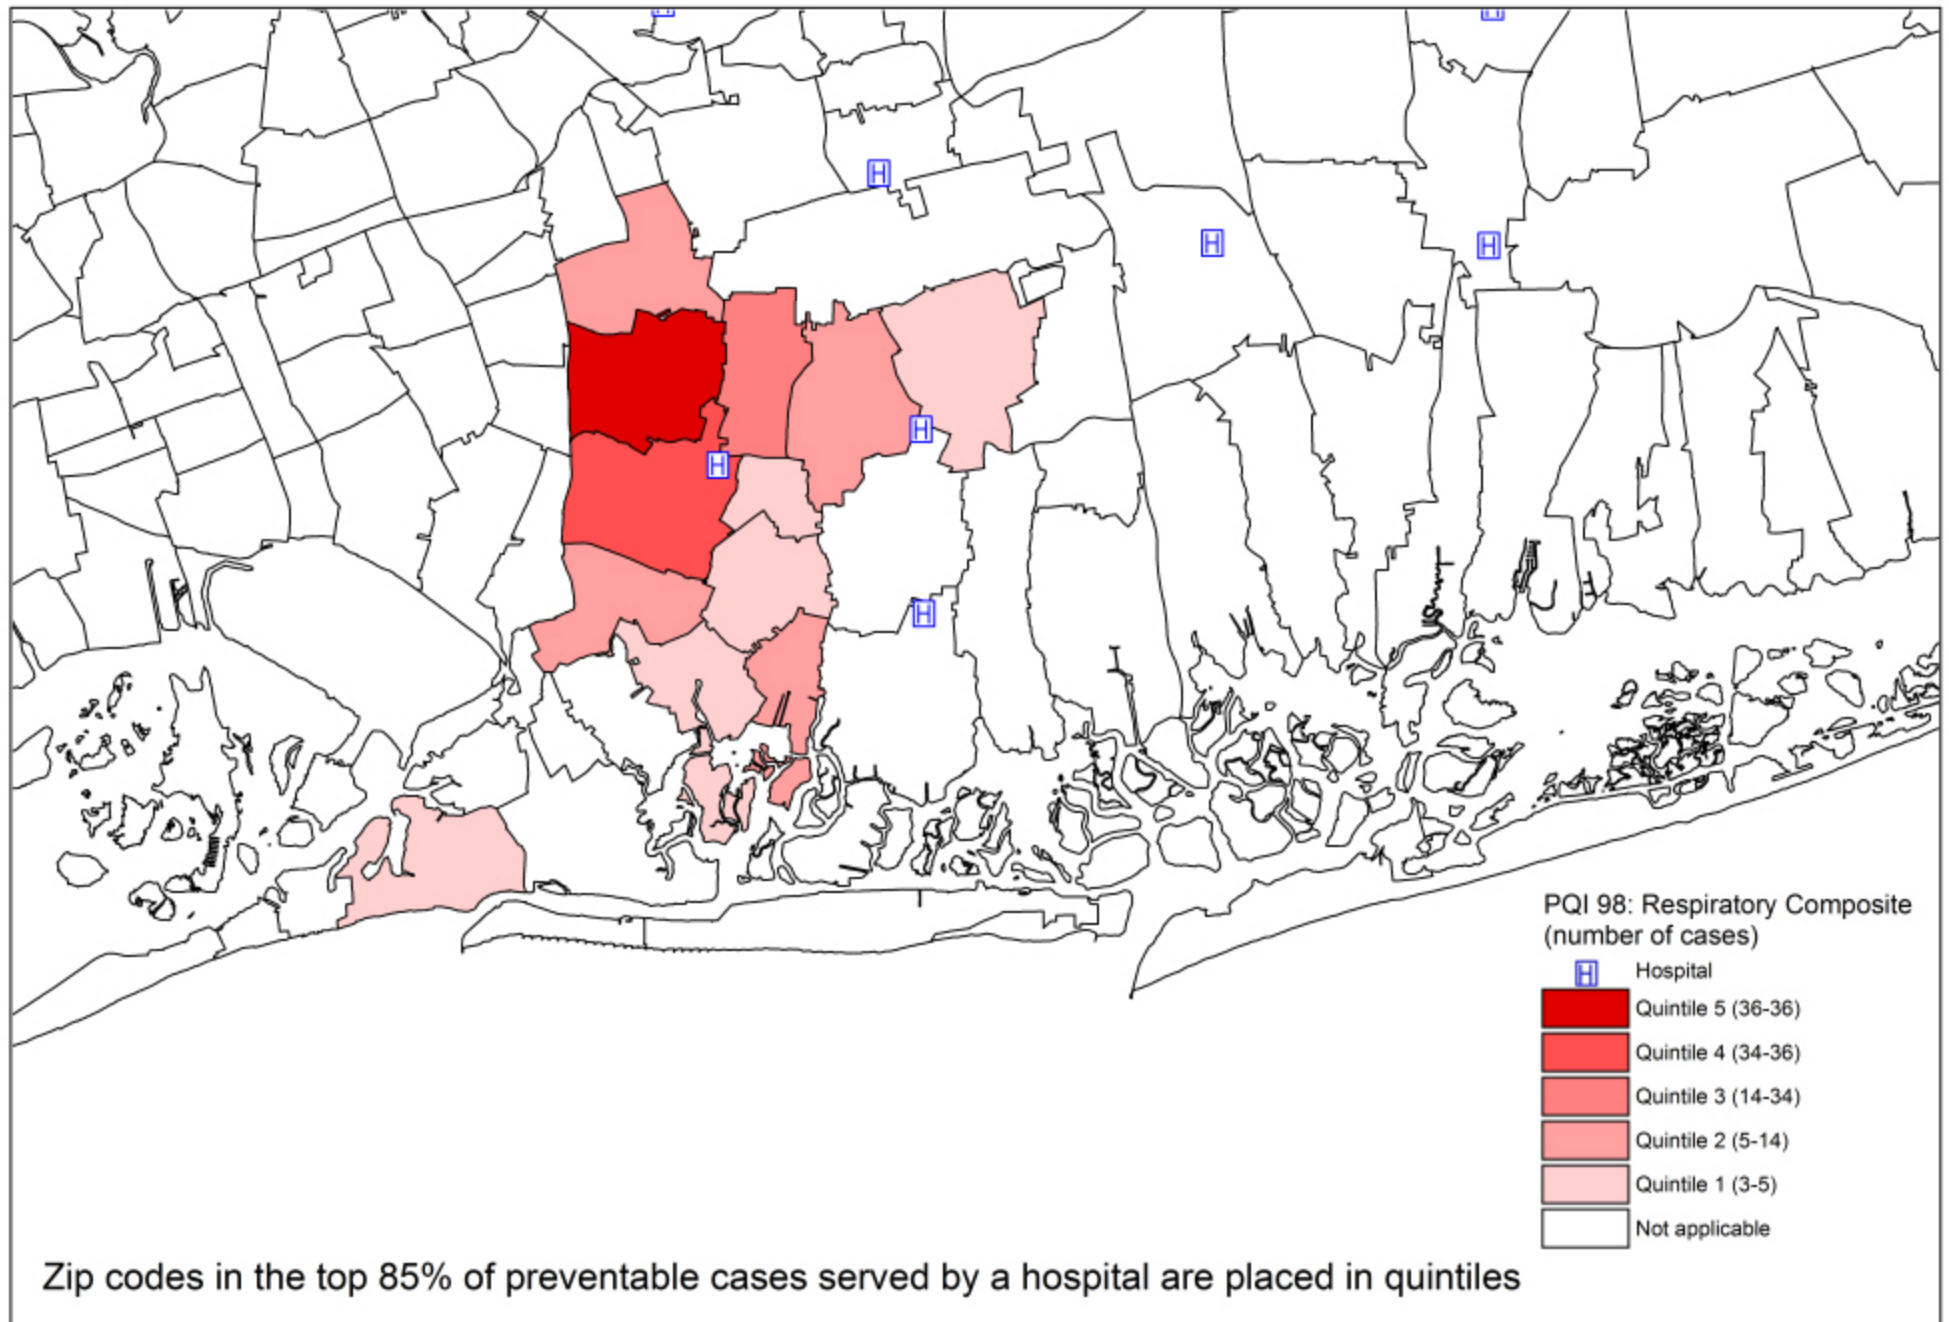 H
H
H
H
H
H
H
H
H
PQI 98: Respiratory Composite
(number of cases)
H Hospital
Quintile 5 (36-36)
Quintile 4 (34-36)
Quintile 3 (14-34)
Quintile 2 (5-14)
Quintile 1 (3-5)
Not applicable
Zip codes in the top 85% of preventable cases served by a hospital are placed in quintiles